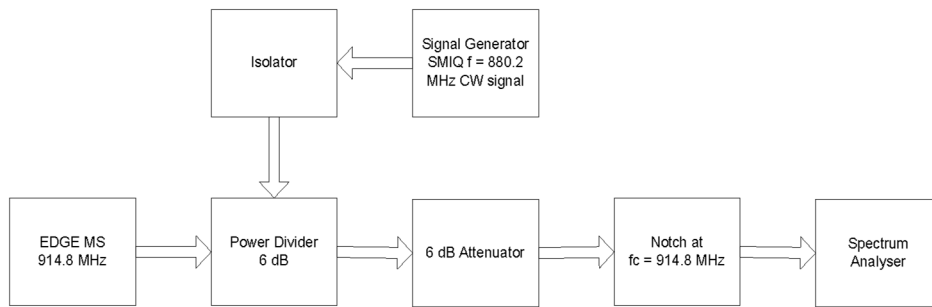 Isolator
Signal Generator
SMIQ f = 880.2
MHz CW signal
EDGE MS
914.8 MHz
Power Divider
6 dB
6 dB Attenuator
Notch at
fc = 914.8 MHz
Spectrum
Analyser